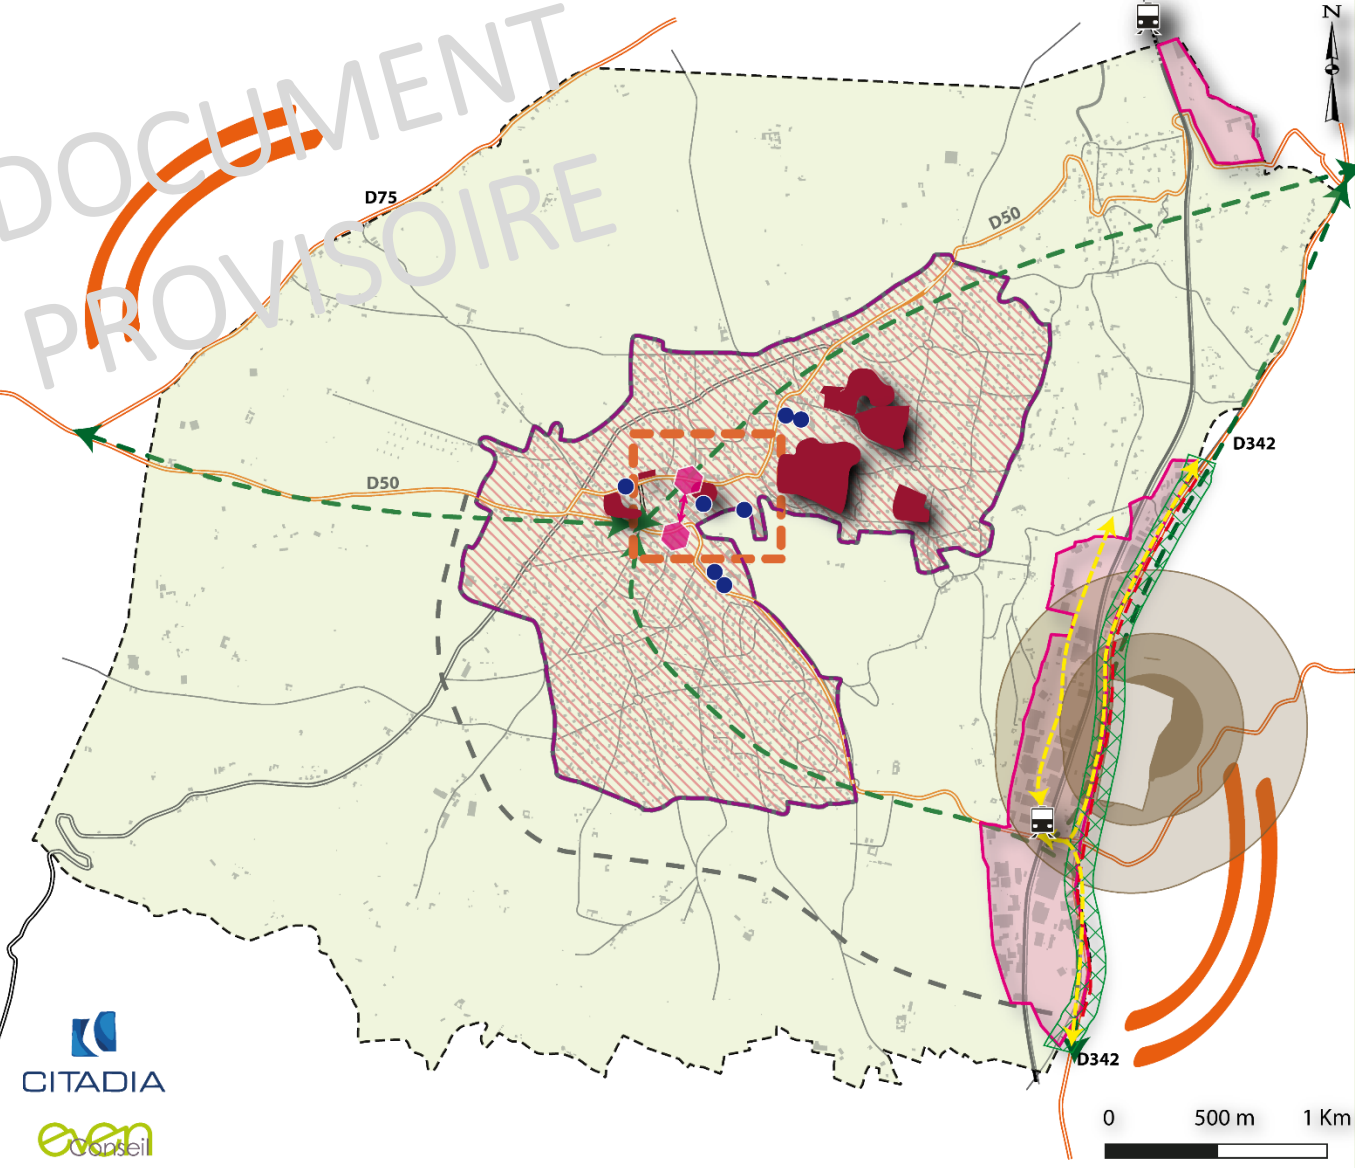 DOCUMENT
PROVISOIRE
N
D75
D50
D50
D342
D342
CITADIA
even
Conseil
0 500 m 1 Km